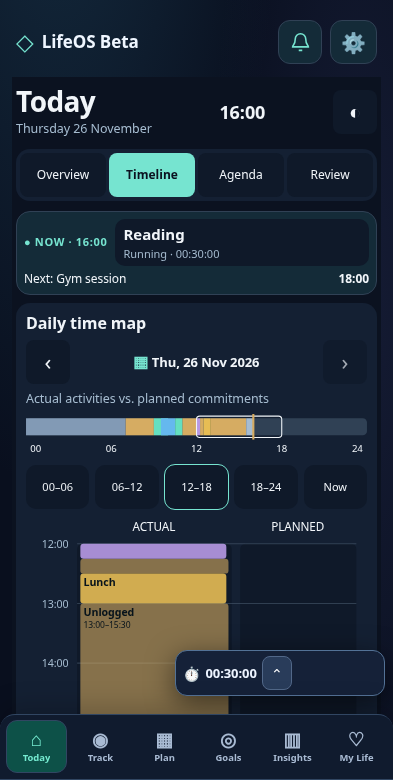 LifeOS Beta
Today
Thursday 26 November
16:00
Overview
Timeline
Agenda
Review
● NOW · 16:00
Reading
Running · 00:30:00
Next: Gym session
18:00
Daily time map
‹
Thu, 26 Nov 2026
›
Actual activities vs. planned commitments
00
06
12
18
24
00–06
06–12
12–18
18–24
Now
ACTUAL
PLANNED
12:00
Lunch
13:00
Unlogged
13:00–15:30
14:00
00:30:00
Today
Track
Plan
Goals
Insights
My Life